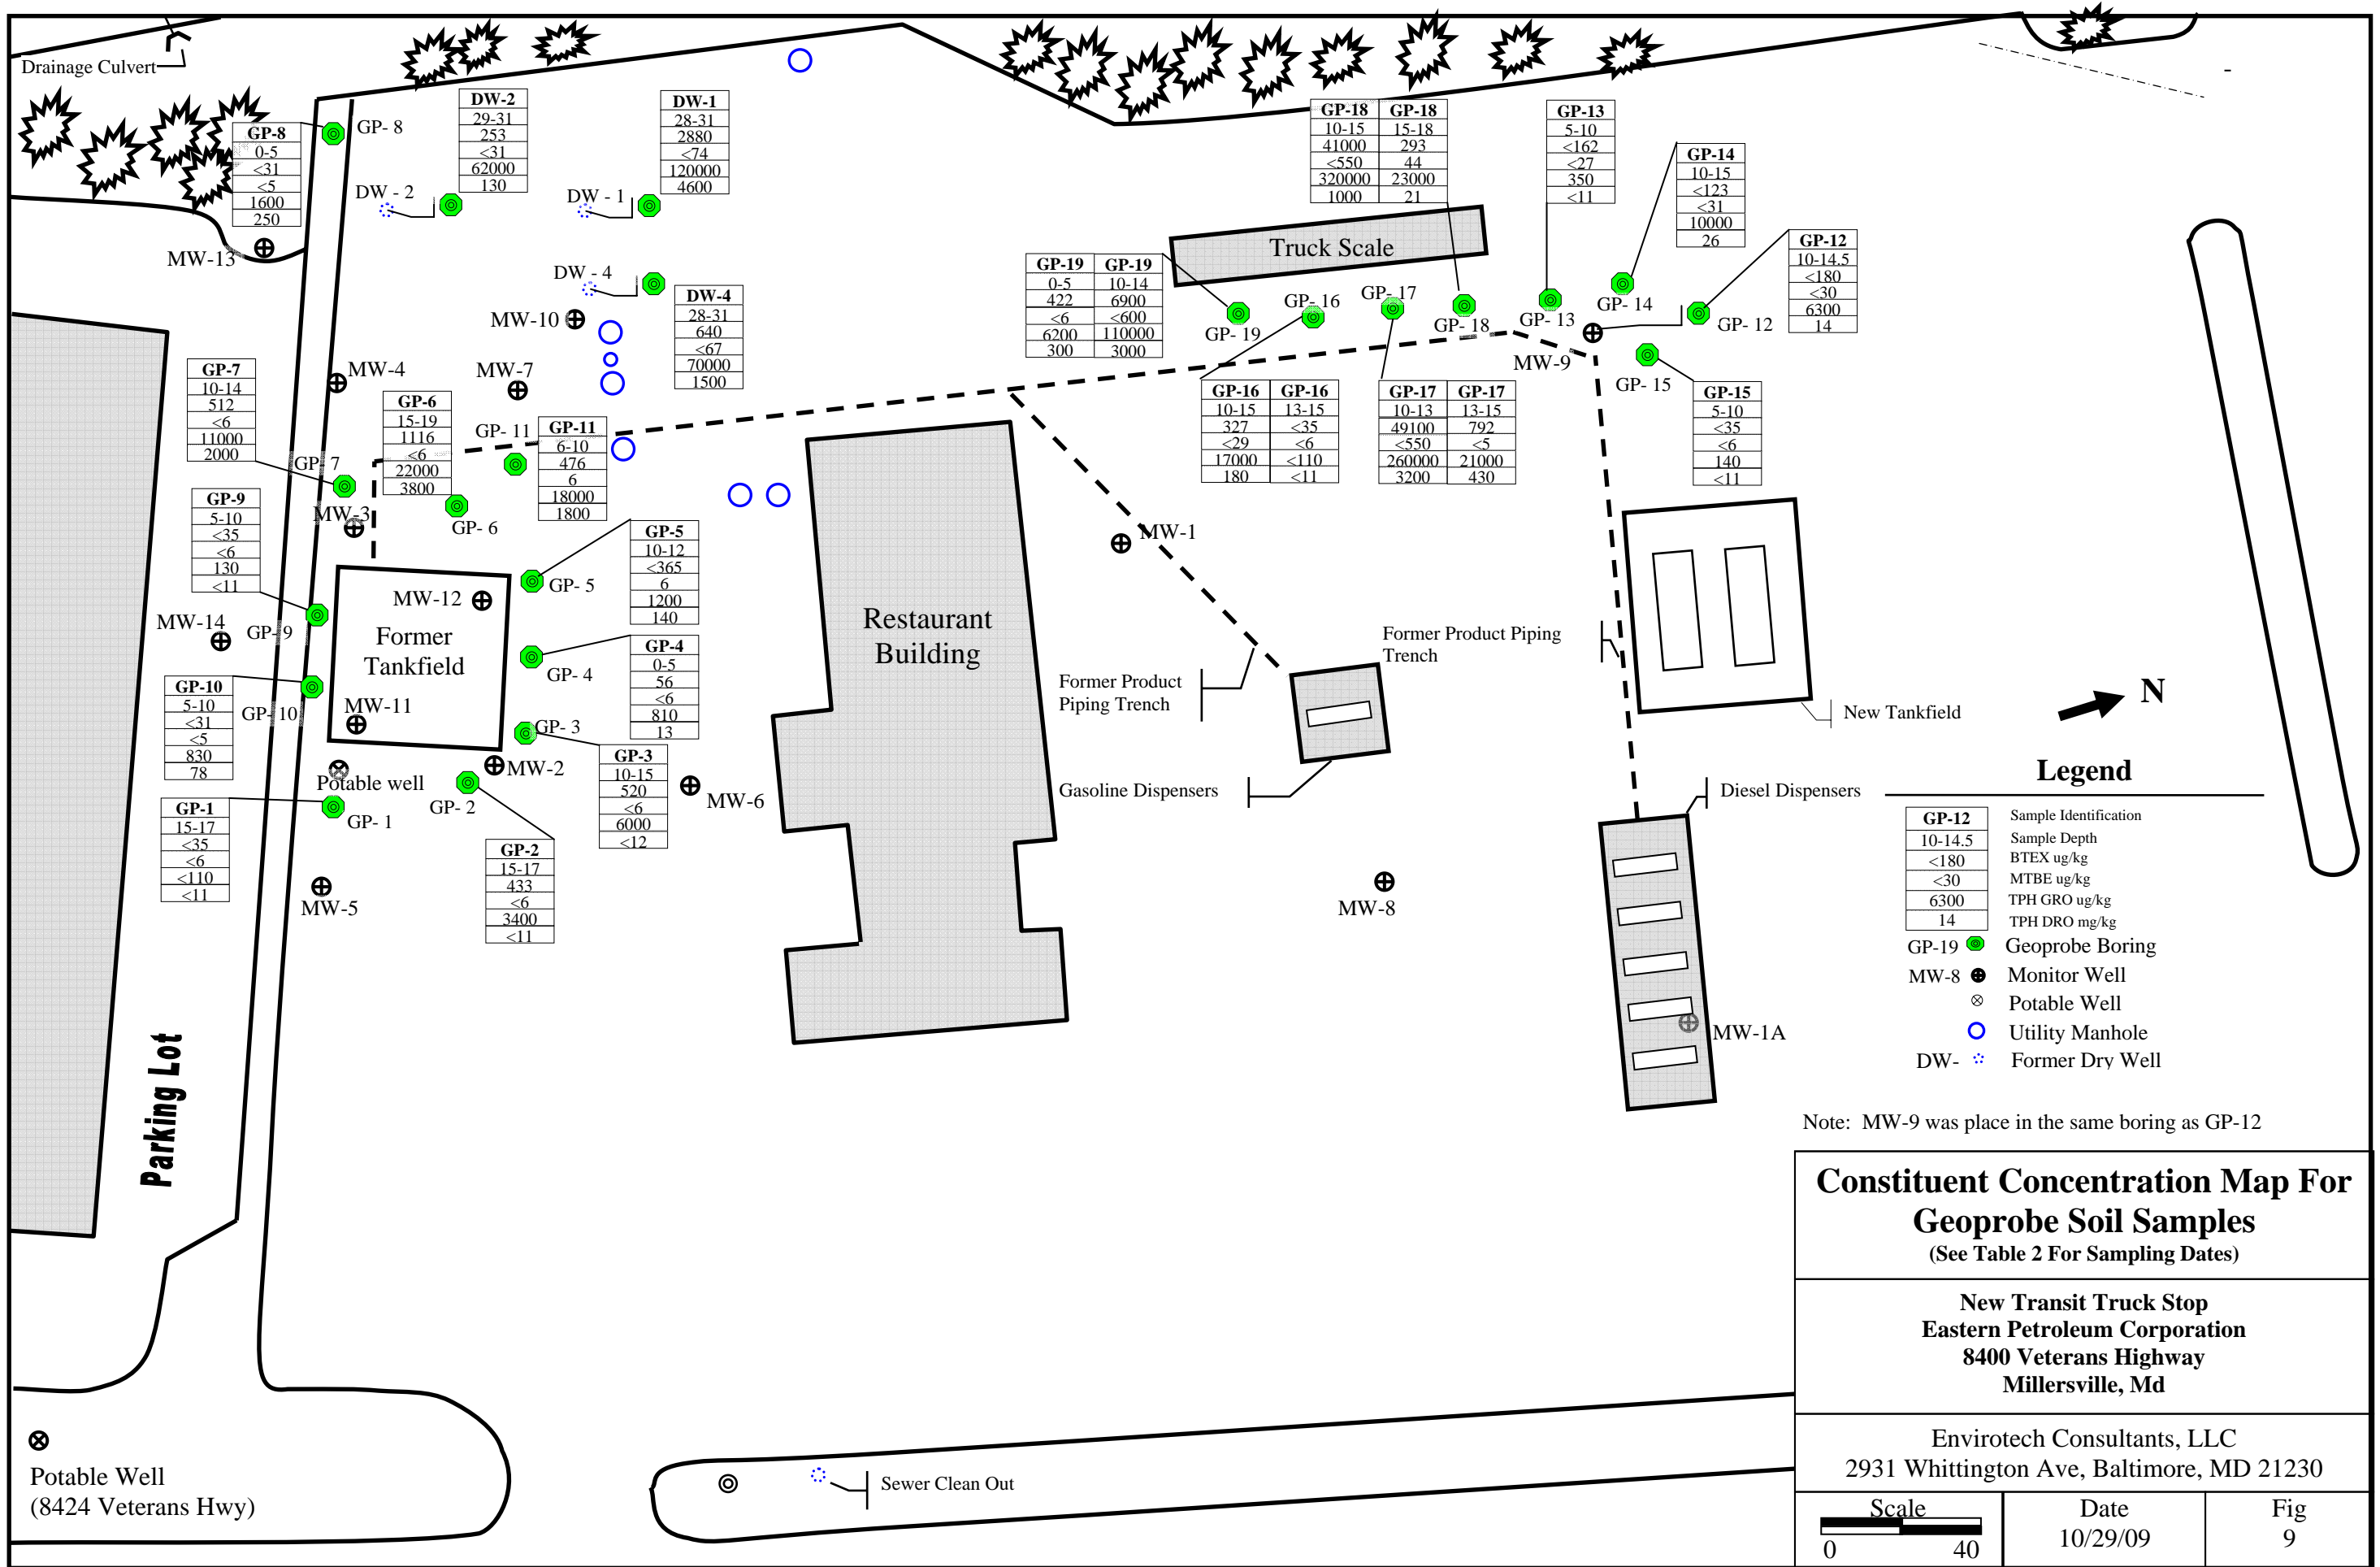 Drainage Culvert
GP-8
0-5
<31
<5
1600
250
GP- 8
DW-2
29-31
253
<31
62000
130
DW - 2
DW-1
28-31
2880
<74
120000
4600
DW - 1
MW-13
DW - 4
DW-4
28-31
640
<67
70000
1500
MW-10
MW-4
MW-7
GP-18 GP-18
10-15 15-18
41000 293
<550 44
320000 23000
1000 21
GP-13
5-10
<162
<27
350
<11
GP-14
10-15
<123
<31
10000
26
GP-12
10-14.5
<180
<30
6300
14
Truck Scale
GP-19 GP-19
0-5 10-14
422 6900
<6 <600
6200 110000
300 3000
GP- 19
GP- 16
GP- 17
GP- 18
GP- 13
GP- 14
GP- 12
MW-9
GP- 15
GP-16 GP-16
10-15 13-15
327 <35
<29 <6
17000 <110
180 <11
GP-17 GP-17
10-13 13-15
49100 792
<550 <5
260000 21000
3200 430
GP-15
5-10
<35
<6
140
<11
GP-7
10-14
512
<6
11000
2000
GP- 7
GP-6
15-19
1116
<6
22000
3800
GP- 6
GP- 11
GP-11
6-10
476
6
18000
1800
GP-9
5-10
<35
<6
130
<11
MW-3
GP-5
10-12
<365
6
1200
140
GP- 5
MW-12
MW-14
GP- 9
Former
Tankfield
GP-4
0-5
56
<6
810
13
GP- 4
GP-10
5-10
<31
<5
830
78
GP- 10
MW-11
GP- 3
GP-3
10-15
520
<6
6000
<12
MW-2
MW-6
Potable well
GP- 2
GP-1
15-17
<35
<6
<110
<11
GP- 1
GP-2
15-17
433
<6
3400
<11
MW-5
Restaurant
Building
MW-1
Former Product
Piping Trench
Former Product Piping
Trench
Gasoline Dispensers
New Tankfield
Diesel Dispensers
MW-8
MW-1A
N
Legend
GP-12 Sample Identification
10-14.5 Sample Depth
<180 BTEX ug/kg
<30 MTBE ug/kg
6300 TPH GRO ug/kg
14 TPH DRO mg/kg
GP-19 Geoprobe Boring
MW-8 Monitor Well
Potable Well
Utility Manhole
DW- Former Dry Well
Note: MW-9 was place in the same boring as GP-12
Parking Lot
Potable Well
(8424 Veterans Hwy)
Sewer Clean Out
Constituent Concentration Map For
Geoprobe Soil Samples
(See Table 2 For Sampling Dates)
New Transit Truck Stop
Eastern Petroleum Corporation
8400 Veterans Highway
Millersville, Md
Envirotech Consultants, LLC
2931 Whittington Ave, Baltimore, MD 21230
Scale
0 40
Date
10/29/09
Fig
9